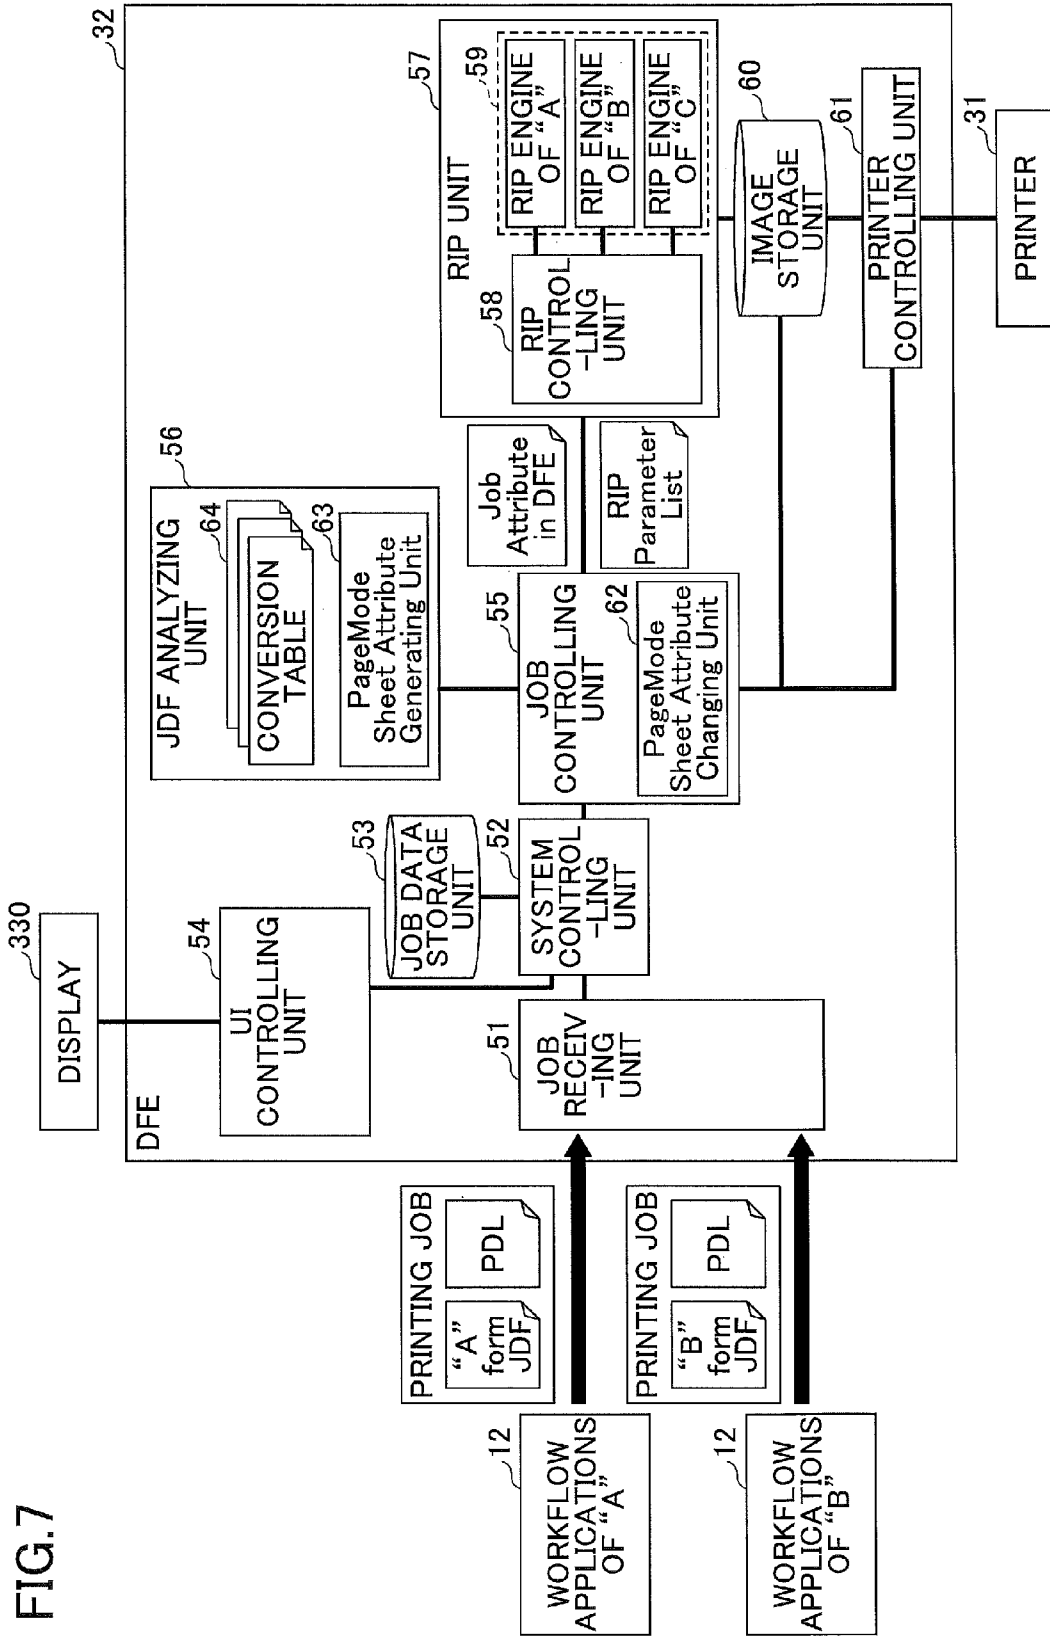 FIG.7
DISPLAY
330
32
DFE
UI
CONTROLLING
UNIT
54
JOB DATA
STORAGE
UNIT
53
JDF ANALYZING
UNIT
56
64
CONVERSION
TABLE
63
PageMode
Sheet Attribute
Generating Unit
WORKFLOW
APPLICATIONS
OF “A”
12
PRINTING JOB
“A”
form
JDF
PDL
JOB
RECEIV
-ING
UNIT
51
SYSTEM
CONTROL
-LING
UNIT
52
JOB
CONTROLLING
UNIT
55
62
PageMode
Sheet Attribute
Changing Unit
Job
Attribute
in DFE
RIP
Parameter
List
RIP UNIT
57
RIP
CONTROL
-LING
UNIT
58
59
RIP ENGINE
OF “A”
RIP ENGINE
OF “B”
RIP ENGINE
OF “C”
WORKFLOW
APPLICATIONS
OF “B”
12
PRINTING JOB
“B”
form
JDF
PDL
IMAGE
STORAGE
UNIT
60
PRINTER
CONTROLLING UNIT
61
PRINTER
31